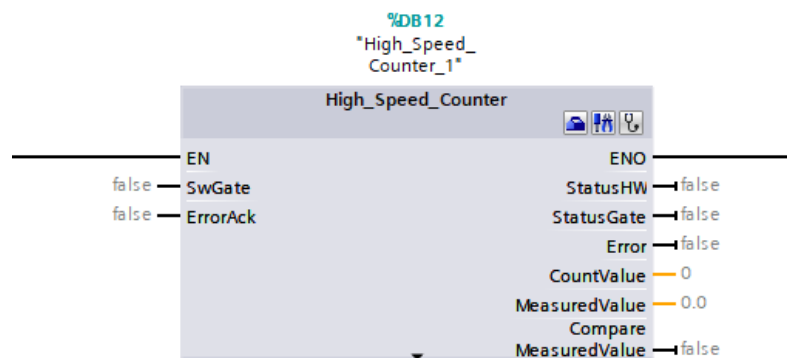 %DB12
"High_Speed_
Counter_1"
High_Speed_Counter
EN ENO
false SwGate StatusHW false
false ErrorAck StatusGate false
Error false
CountValue 0
MeasuredValue 0.0
Compare
MeasuredValue false